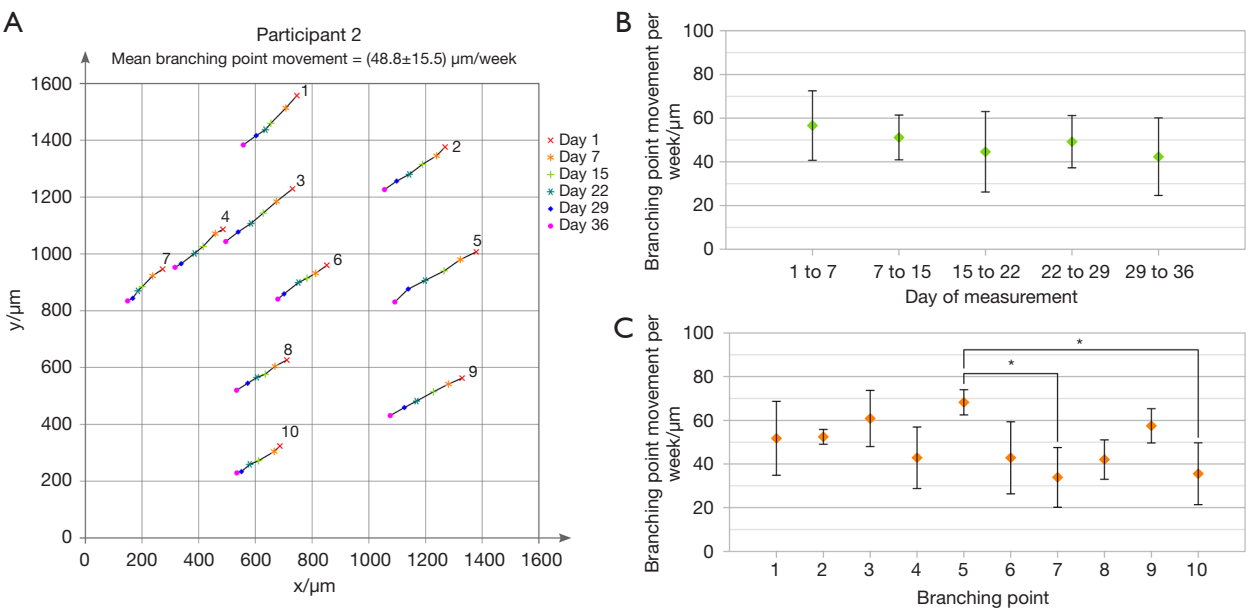 A
Participant 2
Mean branching point movement = (48.8±15.5) μm/week
y/μm
1600
1400
1200
1000
800
600
400
200
0
0 200 400 600 800 1000 1200 1400 1600
x/μm
1
2
3
4
5
6
7
8
9
10
Day 1
Day 7
Day 15
Day 22
Day 29
Day 36
B
Branching point movement per
week/μm
100
80
60
40
20
0
1 to 7 7 to 15 15 to 22 22 to 29 29 to 36
Day of measurement
C
Branching point movement per
week/μm
100
80
60
40
20
0
*
*
1 2 3 4 5 6 7 8 9 10
Branching point